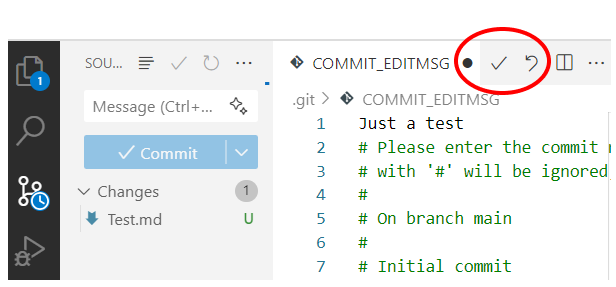 SOU...
Message (Ctrl+...
Commit
Changes
1
Test.md
U
1
COMMIT_EDITMSG
.git > COMMIT_EDITMSG
1 Just a test
2 # Please enter the commit
3 # with '#' will be ignored
4 #
5 # On branch main
6 #
7 # Initial commit